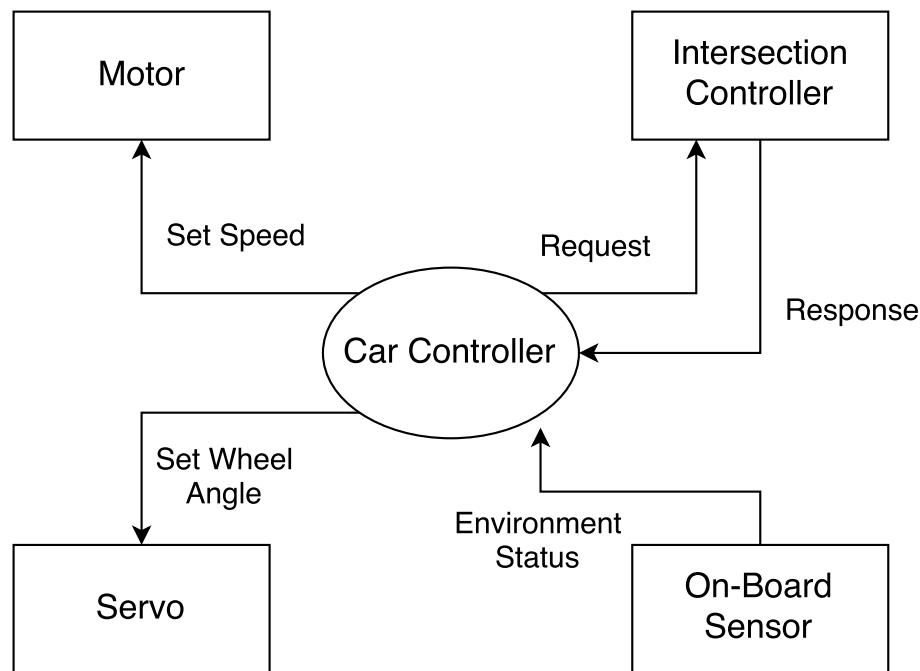 Motor
Intersection
Controller
Set Speed
Request
Response
Car Controller
Set Wheel
Angle
Environment
Status
Servo
On-Board
Sensor